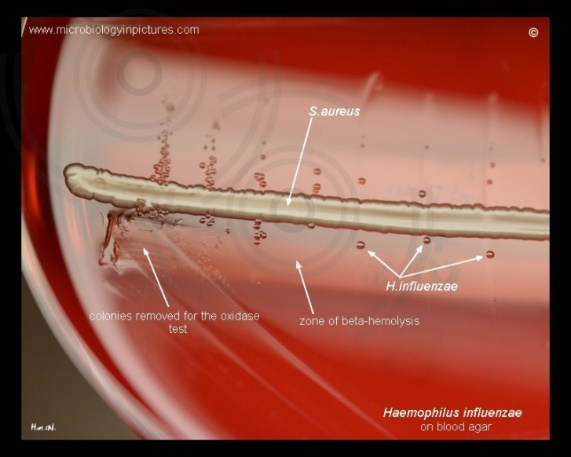 www.microbiologyinpictures.com
©
S.aureus
H.influenzae
colonies removed for the oxidase
test
zone of beta-hemolysis
Haemophilus influenzae
on blood agar